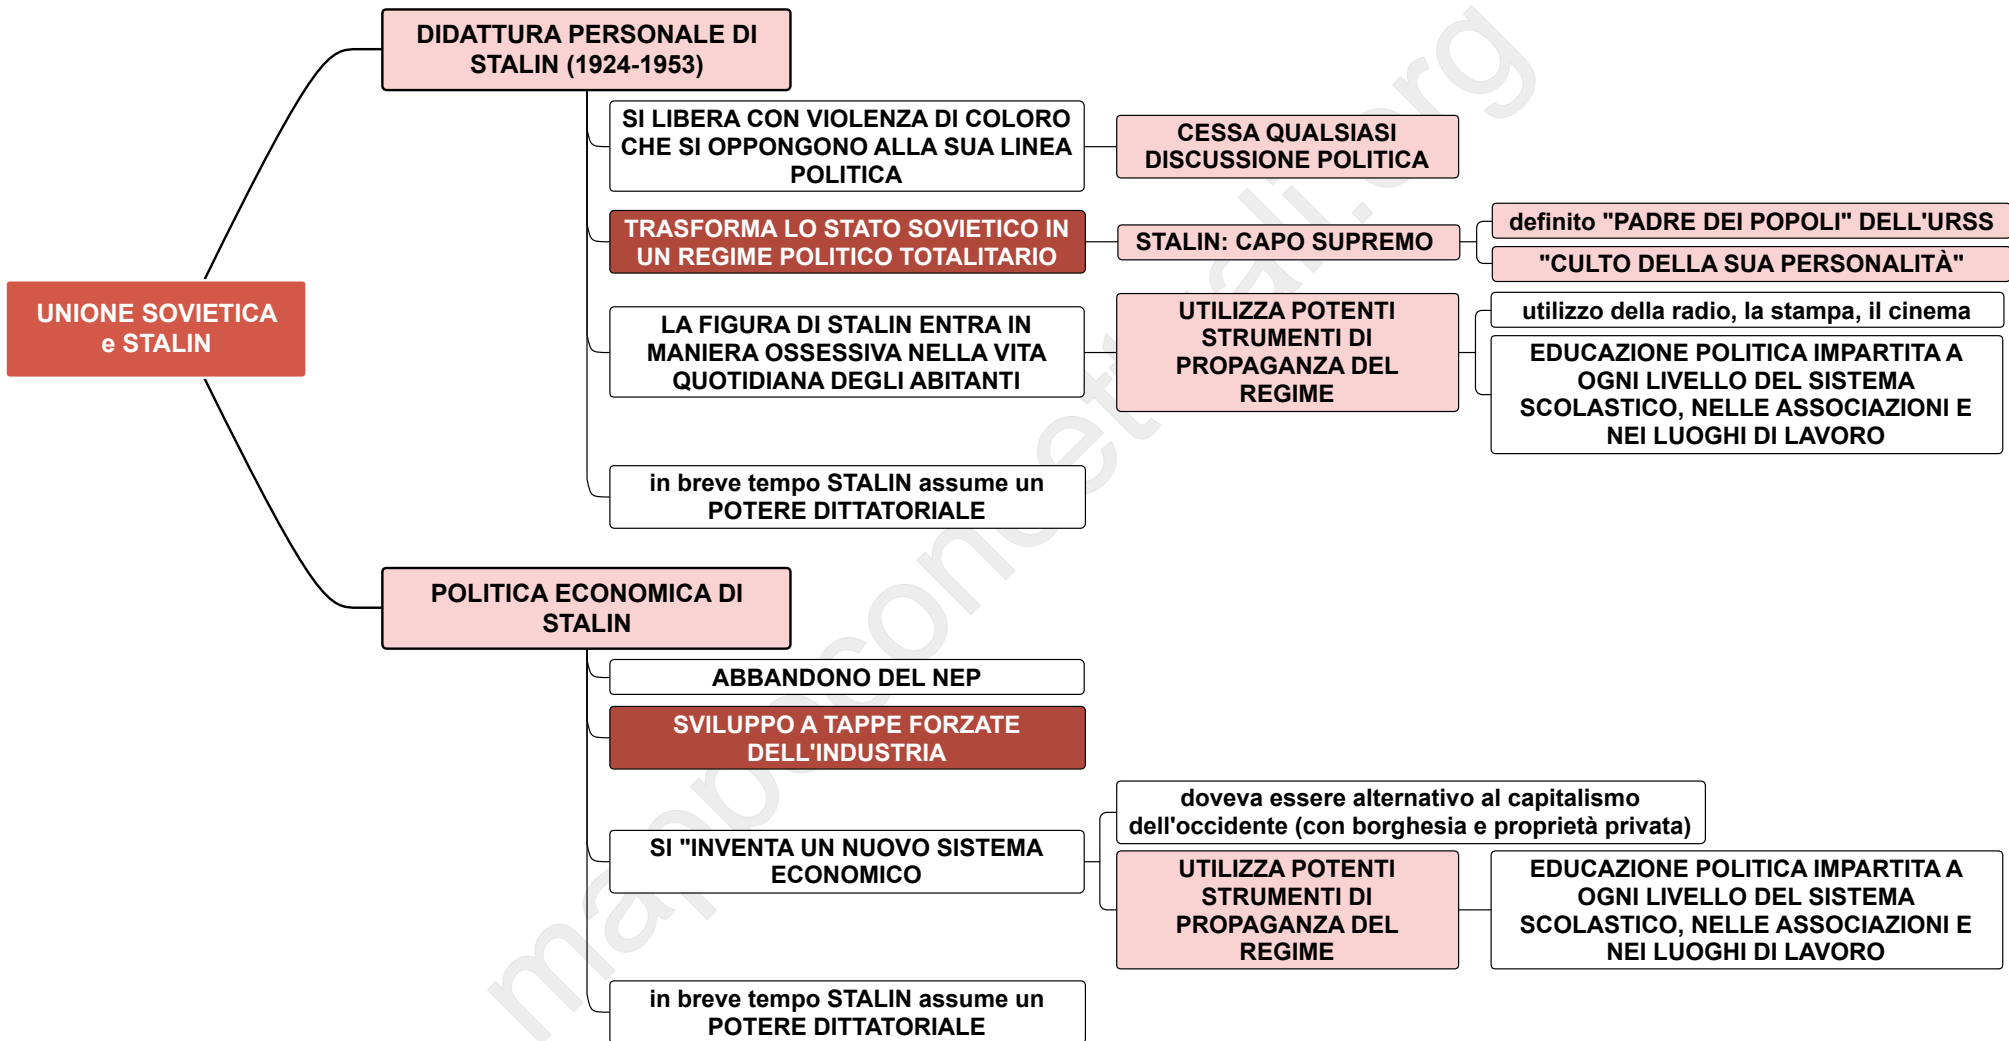 DIDATTURA PERSONALE DI
STALIN (1924-1953)
SI LIBERA CON VIOLENZA DI COLORO
CHE SI OPPONGONO ALLA SUA LINEA
POLITICA
CESSA QUALSIASI
DISCUSSIONE POLITICA
TRASFORMA LO STATO SOVIETICO IN
UN REGIME POLITICO TOTALITARIO
STALIN: CAPO SUPREMO
definito "PADRE DEI POPOLI" DELL'URSS
"CULTO DELLA SUA PERSONALITÀ"
UNIONE SOVIETICA
e STALIN
LA FIGURA DI STALIN ENTRA IN
MANIERA OSSESSIVA NELLA VITA
QUOTIDIANA DEGLI ABITANTI
UTILIZZA POTENTI
STRUMENTI DI
PROPAGANZA DEL
REGIME
utilizzo della radio, la stampa, il cinema
EDUCAZIONE POLITICA IMPARTITA A
OGNI LIVELLO DEL SISTEMA
SCOLASTICO, NELLE ASSOCIAZIONI E
NEI LUOGHI DI LAVORO
in breve tempo STALIN assume un
POTERE DITTATORIALE
POLITICA ECONOMICA DI
STALIN
ABBANDONO DEL NEP
SVILUPPO A TAPPE FORZATE
DELL'INDUSTRIA
SI "INVENTA UN NUOVO SISTEMA
ECONOMICO
doveva essere alternativo al capitalismo
dell'occidente (con borghesia e proprietà privata)
UTILIZZA POTENTI
STRUMENTI DI
PROPAGANZA DEL
REGIME
EDUCAZIONE POLITICA IMPARTITA A
OGNI LIVELLO DEL SISTEMA
SCOLASTICO, NELLE ASSOCIAZIONI E
NEI LUOGHI DI LAVORO
in breve tempo STALIN assume un
POTERE DITTATORIALE